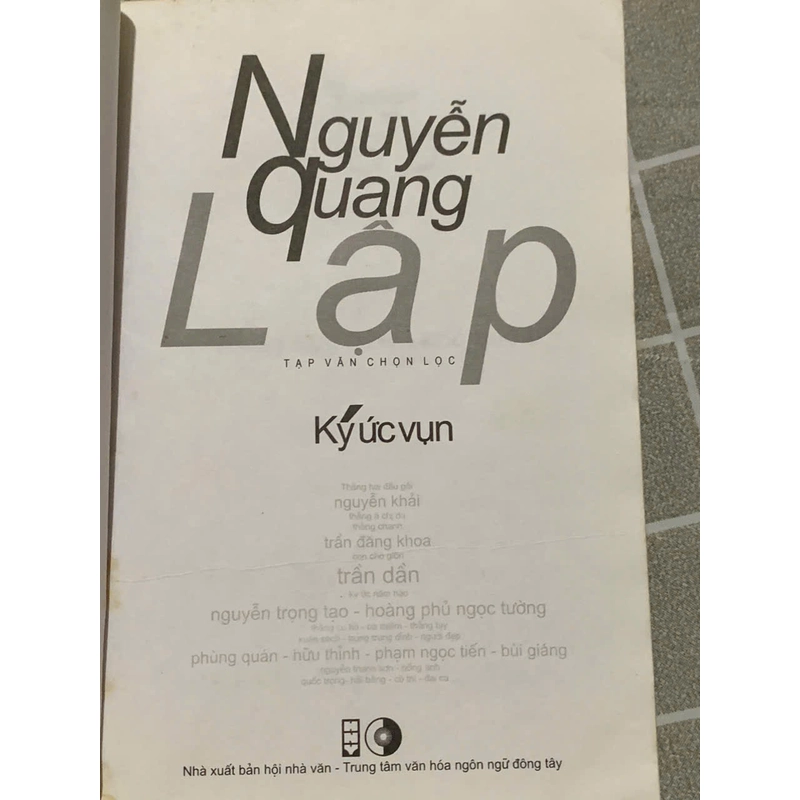 Nguyễn
quang
Lập
TẠP VĂN CHỌN LỌC
Ký ức vụn
nguyễn khải
thằng chanh
trần đăng khoa
trần dần
nguyễn trọng tạo - hoàng phủ ngọc tường
phùng quán - hữu thỉnh - phạm ngọc tiến - bùi giáng
Nhà xuất bản hội nhà văn - Trung tâm văn hóa ngôn ngữ đông tây